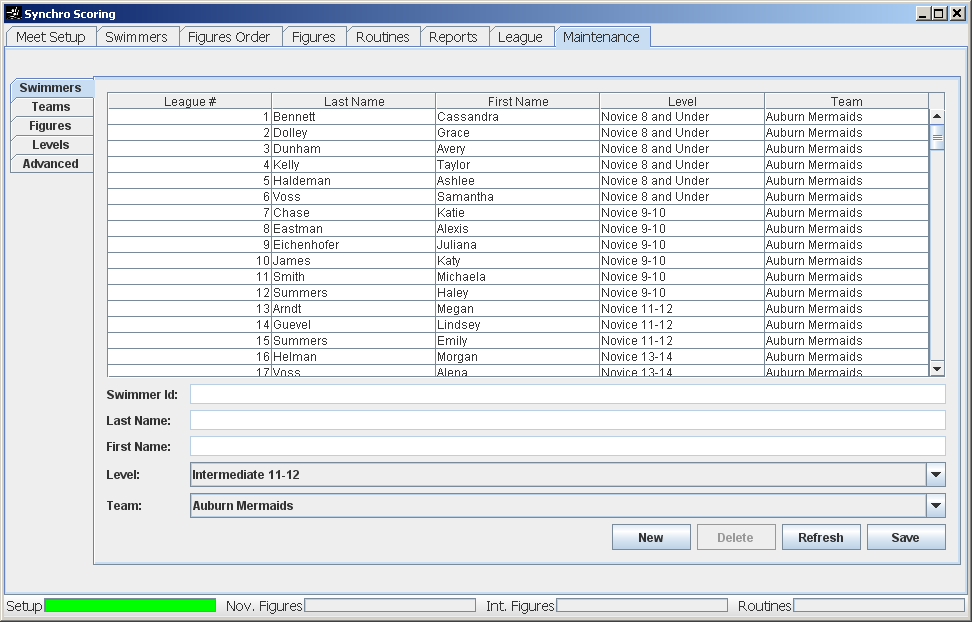 Synchro Scoring
Meet Setup Swimmers Figures Order Figures Routines Reports League Maintenance
Swimmers
Teams
Figures
Levels
Advanced
League # Last Name First Name Level Team
1 Bennett Cassandra Novice 8 and Under Auburn Mermaids
2 Dolley Grace Novice 8 and Under Auburn Mermaids
3 Dunham Avery Novice 8 and Under Auburn Mermaids
4 Kelly Taylor Novice 8 and Under Auburn Mermaids
5 Haldeman Ashlee Novice 8 and Under Auburn Mermaids
6 Voss Samantha Novice 8 and Under Auburn Mermaids
7 Chase Katie Novice 9-10 Auburn Mermaids
8 Eastman Alexis Novice 9-10 Auburn Mermaids
9 Eichenhofer Juliana Novice 9-10 Auburn Mermaids
10 James Katy Novice 9-10 Auburn Mermaids
11 Smith Michaela Novice 9-10 Auburn Mermaids
12 Summers Haley Novice 9-10 Auburn Mermaids
13 Arndt Megan Novice 11-12 Auburn Mermaids
14 Guevel Lindsey Novice 11-12 Auburn Mermaids
15 Summers Emily Novice 11-12 Auburn Mermaids
16 Helman Morgan Novice 13-14 Auburn Mermaids
17 Voss Alena Novice 13-14 Auburn Mermaids
Swimmer Id:
Last Name:
First Name:
Level: Intermediate 11-12
Team: Auburn Mermaids
New Delete Refresh Save
Setup Nov. Figures Int. Figures Routines